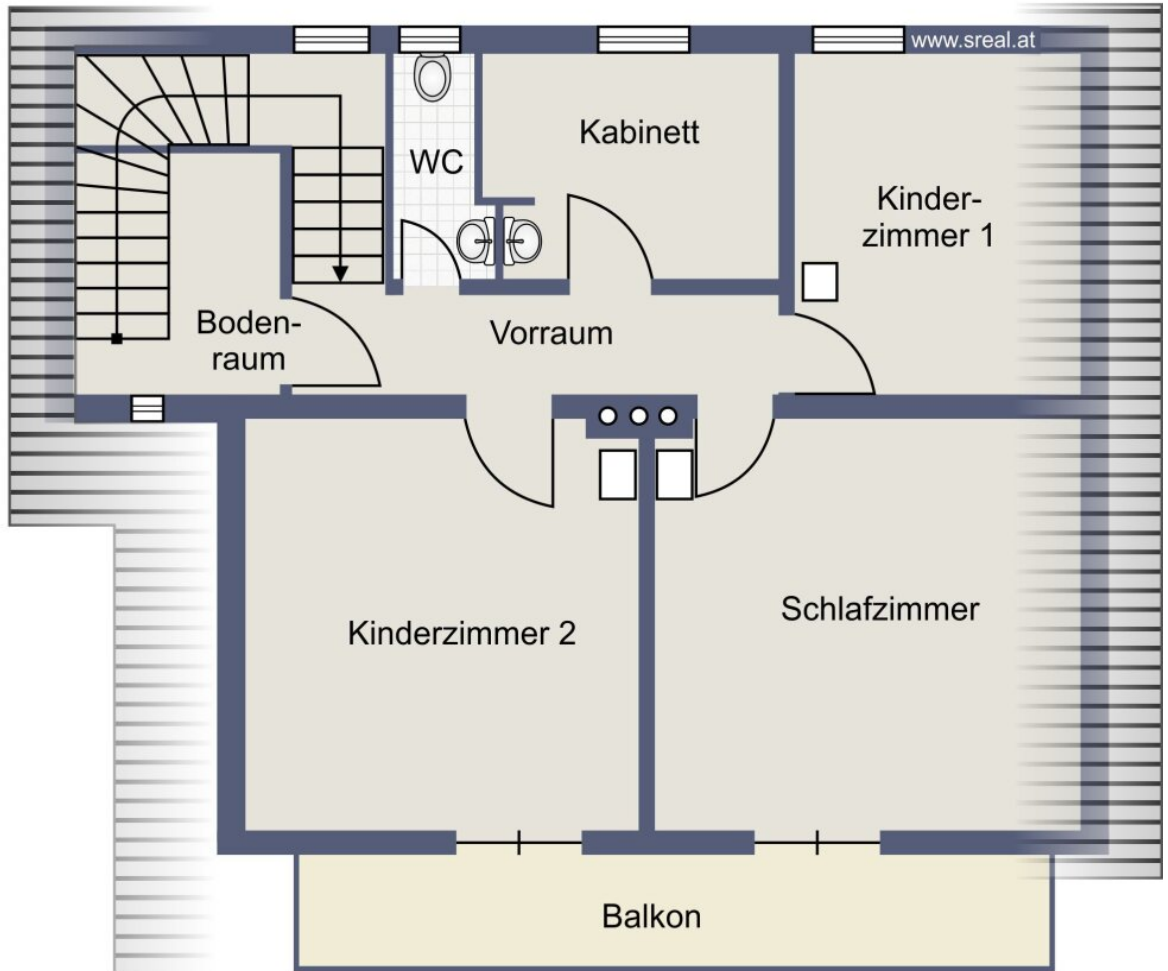 www.sreal.at
Kabinett
WC
Kinder-
zimmer 1
Boden-
raum
Vorraum
Kinderzimmer 2
Schlafzimmer
Balkon